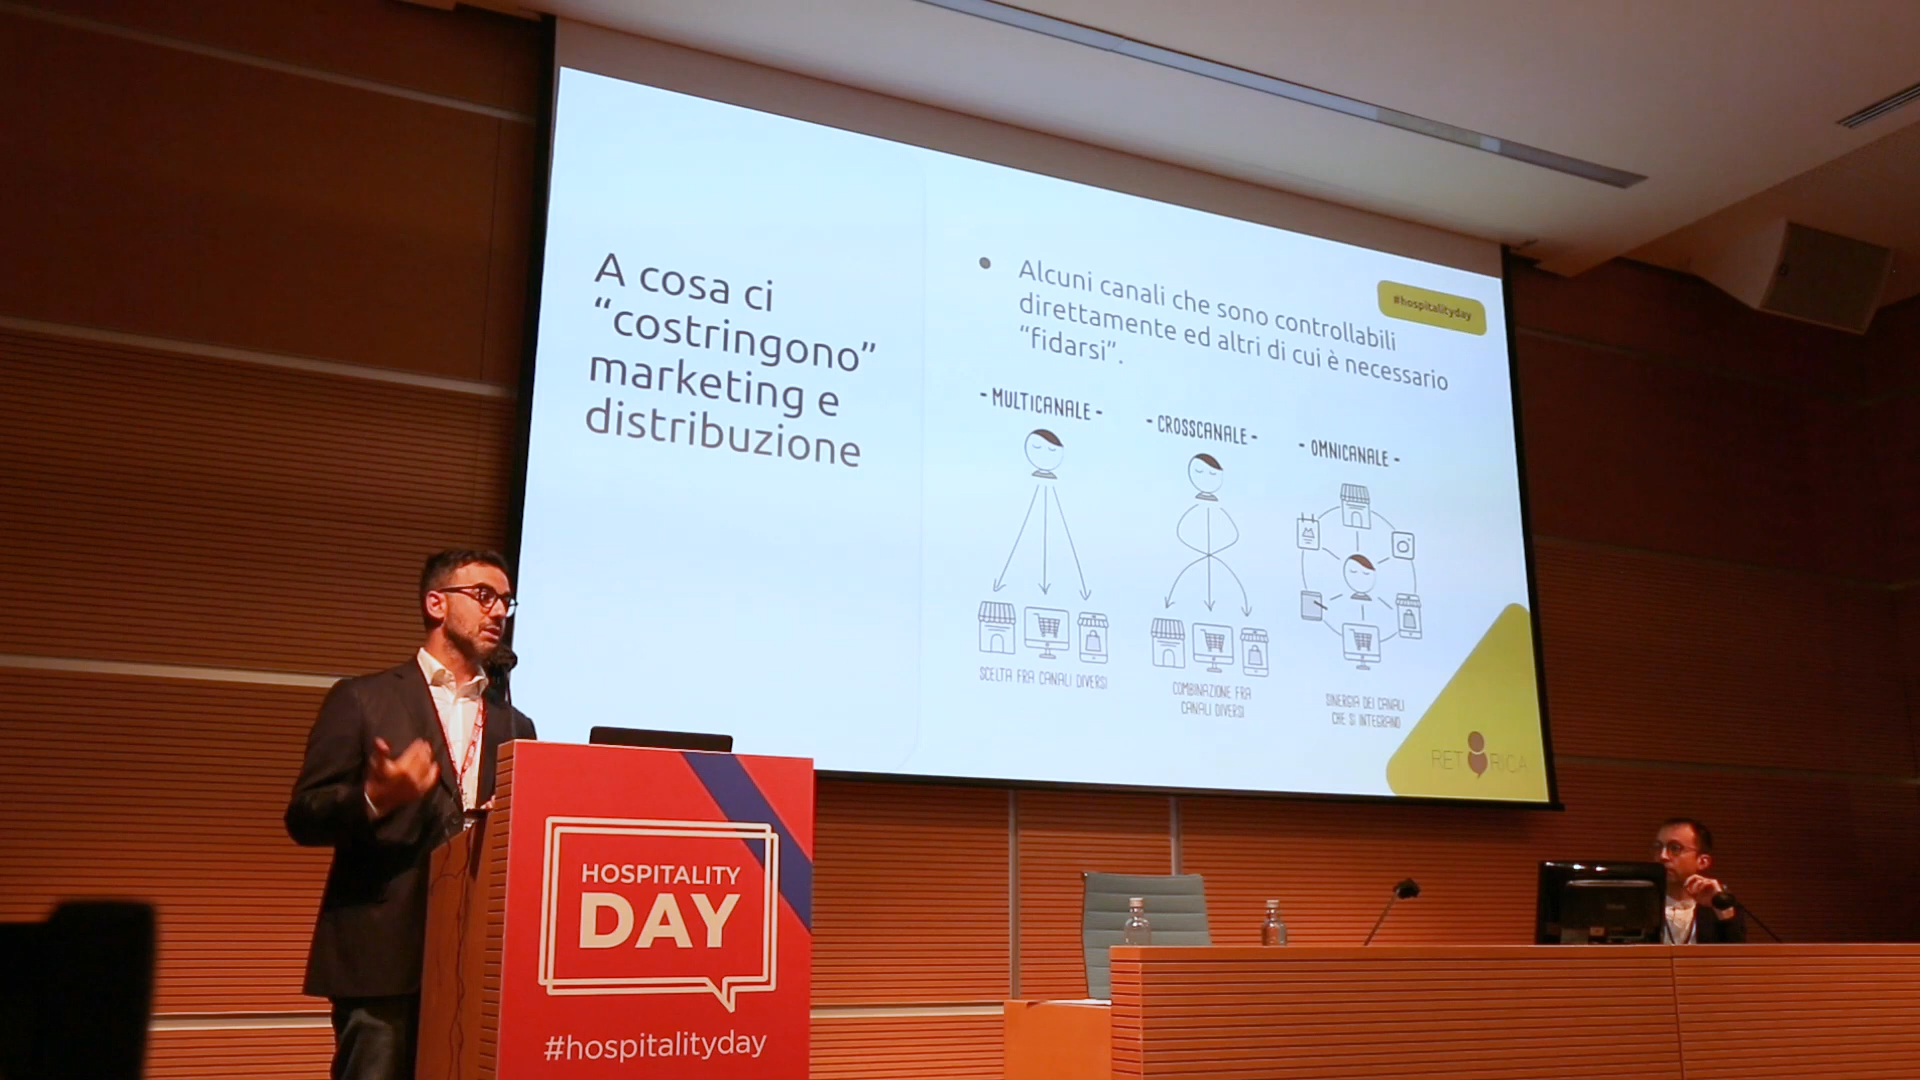 A cosa ci
“costringono”
marketing e
distribuzione
• Alcuni canali che sono controllabili
direttamente ed altri di cui è necessario
“fidarsi”.
#hospitalityday
- MULTICANALE -
- CROSSCANALE -
- OMNICANALE -
SCELTA FRA CANALI DIVERSI
COMBINAZIONE FRA
CANALI DIVERSI
SINERGIA DEI CANALI
CHE SI INTEGRANO
RETORICA
HOSPITALITY
DAY
#hospitalityday